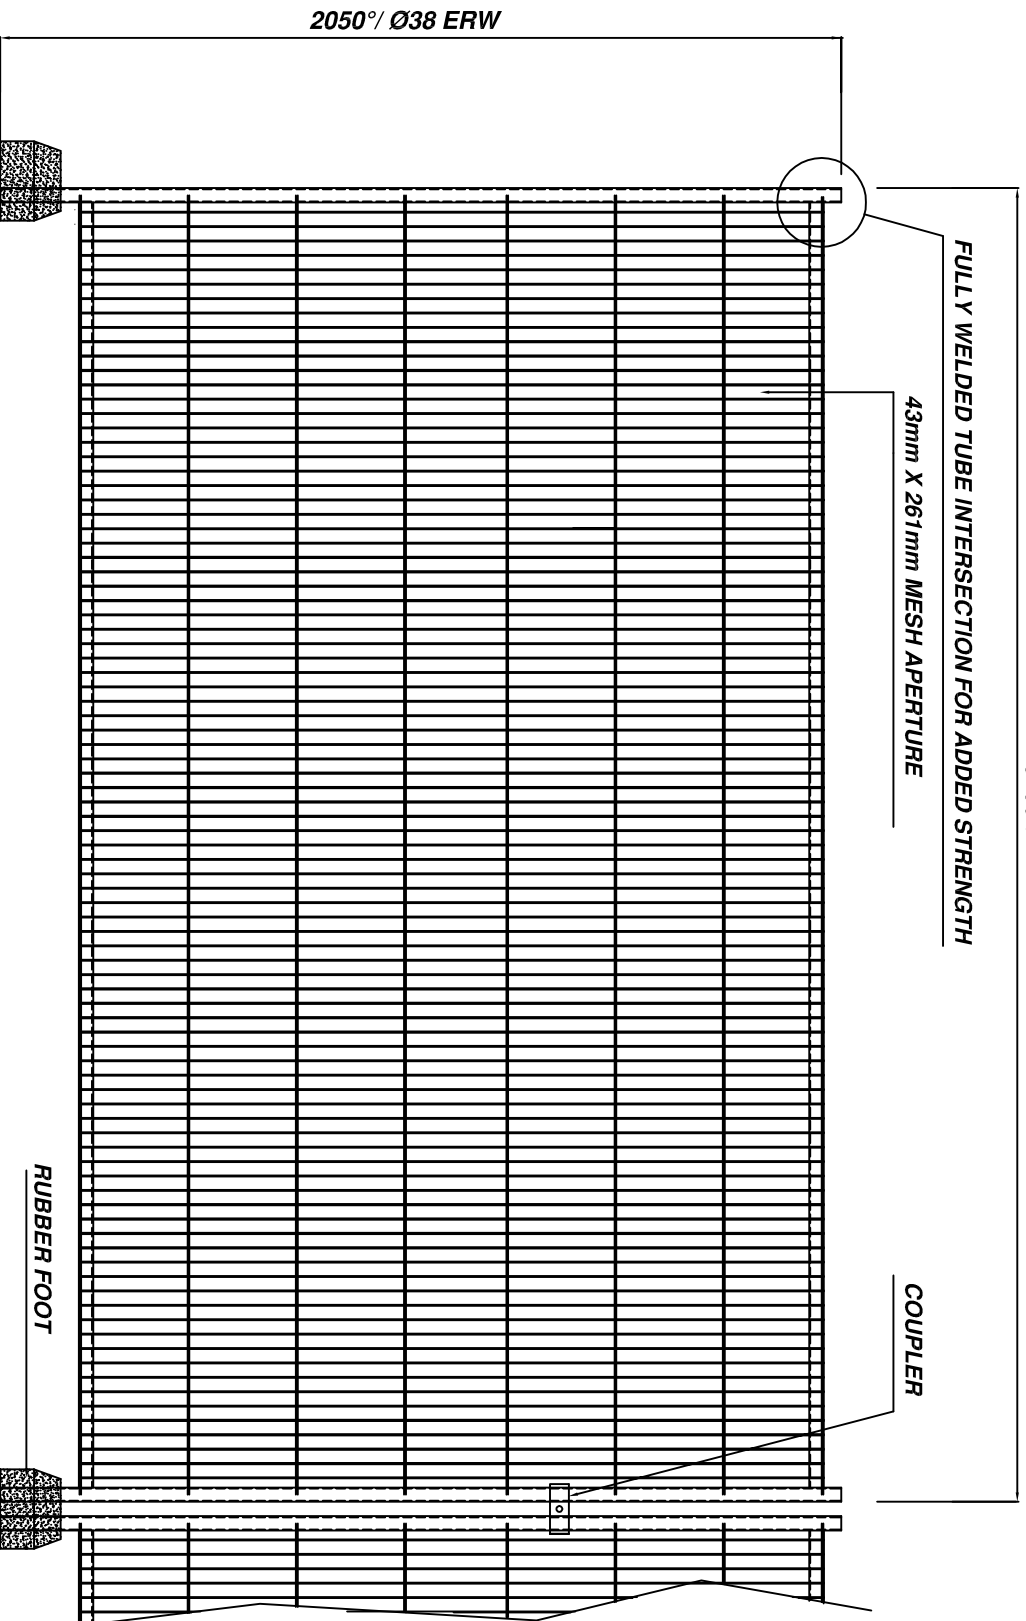 2050°/ Ø38 ERW
FULLY WELDED TUBE INTERSECTION FOR ADDED STRENGTH
43mm X 261mm MESH APERTURE
COUPLER
RUBBER FOOT